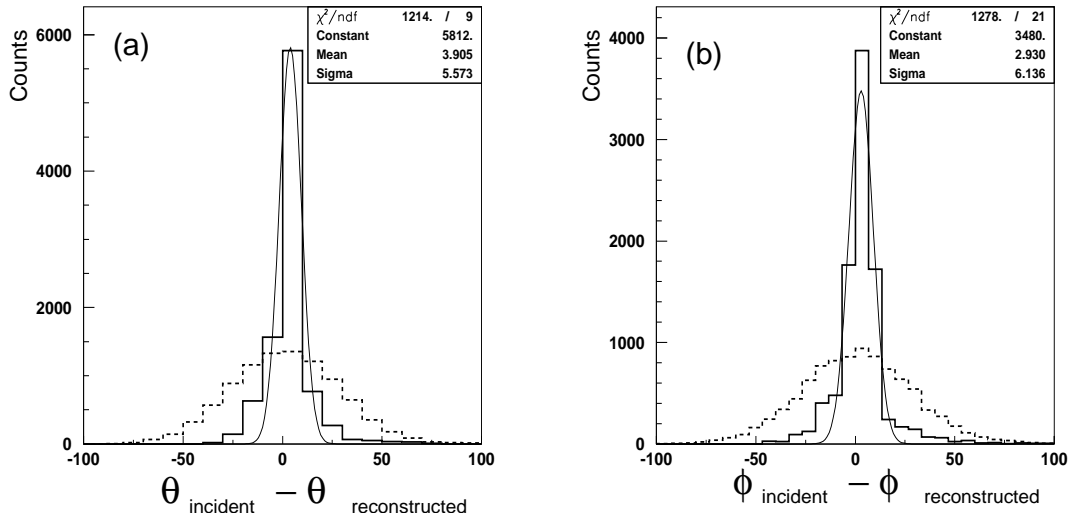 (a)
χ²/ndf 1214. / 9
Constant 5812.
Mean 3.905
Sigma 5.573
Counts
6000
4000
2000
0
-100 -50 0 50 100
θ incident − θ reconstructed
(b)
χ²/ndf 1278. / 21
Constant 3480.
Mean 2.930
Sigma 6.136
Counts
4000
3000
2000
1000
0
-100 -50 0 50 100
ϕ incident − ϕ reconstructed